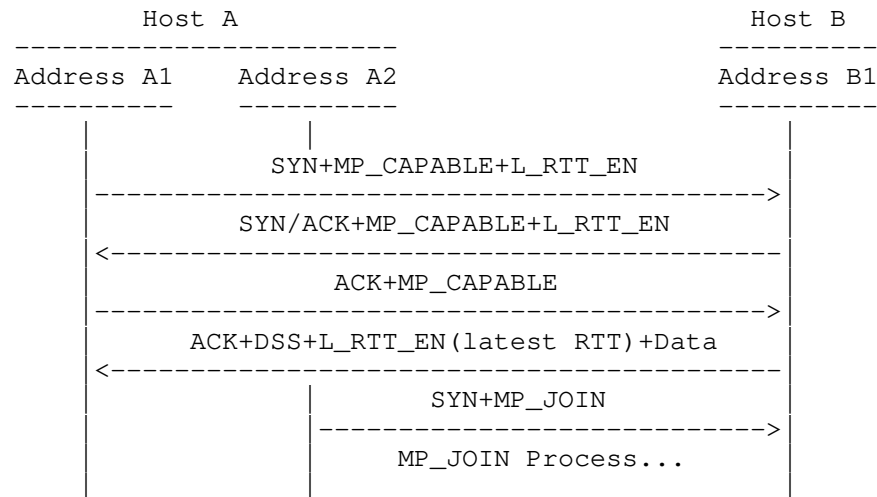 Host A Host B
Address A1 Address A2 Address B1
SYN+MP_CAPABLE+L_RTT_EN
SYN/ACK+MP_CAPABLE+L_RTT_EN
ACK+MP_CAPABLE
ACK+DSS+L_RTT_EN(latest RTT)+Data
SYN+MP_JOIN
MP_JOIN Process...